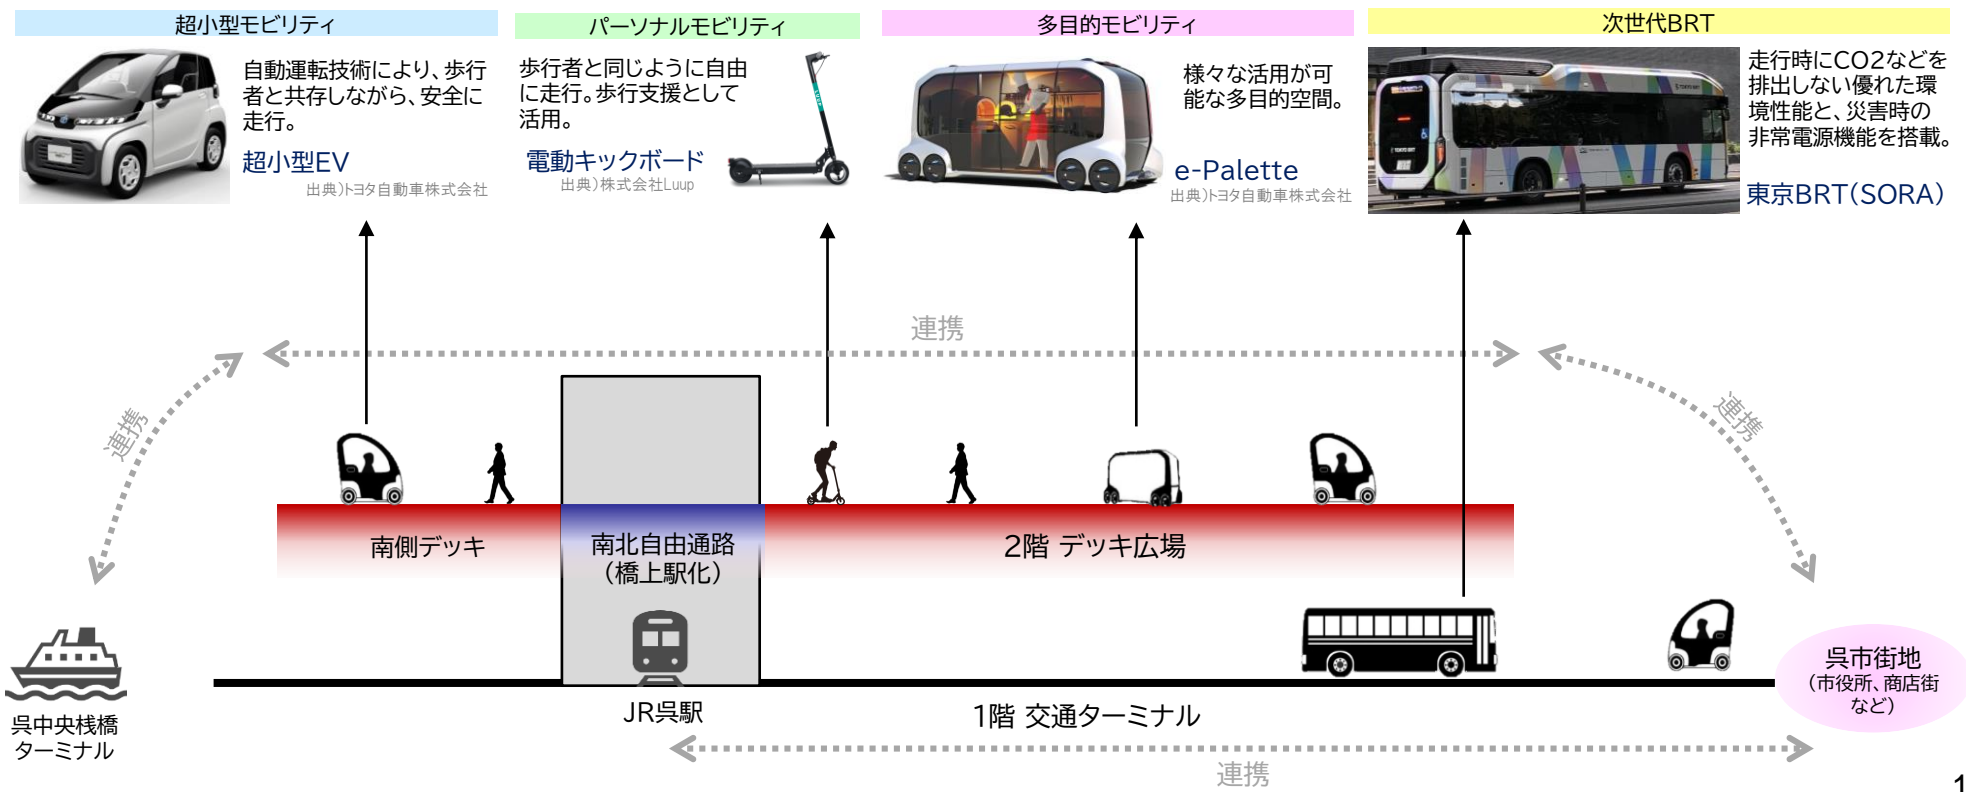 超小型モビリティ
自動運転技術により、歩行
者と共存しながら、安全に
走行。
超小型EV
出典)トヨタ自動車株式会社
パーソナルモビリティ
歩行者と同じように自由
に走行。歩行支援として
活用。
電動キックボード
出典)株式会社Luup
多目的モビリティ
様々な活用が可
能な多目的空間。
e-Palette
出典)トヨタ自動車株式会社
次世代BRT
走行時にCO2などを
排出しない優れた環
境性能と、災害時の
非常電源機能を搭載。
東京BRT(SORA)
TOKYO BRT
TOKYO BRT
連携
連携
連携
南側デッキ
南北自由通路
(橋上駅化)
2階 デッキ広場
呉中央桟橋
ターミナル
JR呉駅
1階 交通ターミナル
呉市街地
(市役所、商店街
など)
連携
1